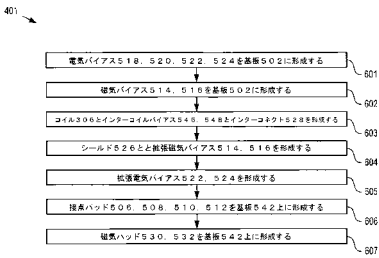 401
電気バイアス518、520、522、524を基板502に形成する
601
磁気バイアス514、516を基板502に形成する
602
コイル306とインターコイルバイアス546、548とインターコネクト528を形成する
603
シールド526とと拡張磁気バイアス514、516を形成する
604
拡張電気バイアス522、524を形成する
605
接点パッド506、508、510、512を基板542上に形成する
606
磁気パッド530、532を基板542上に形成する
607